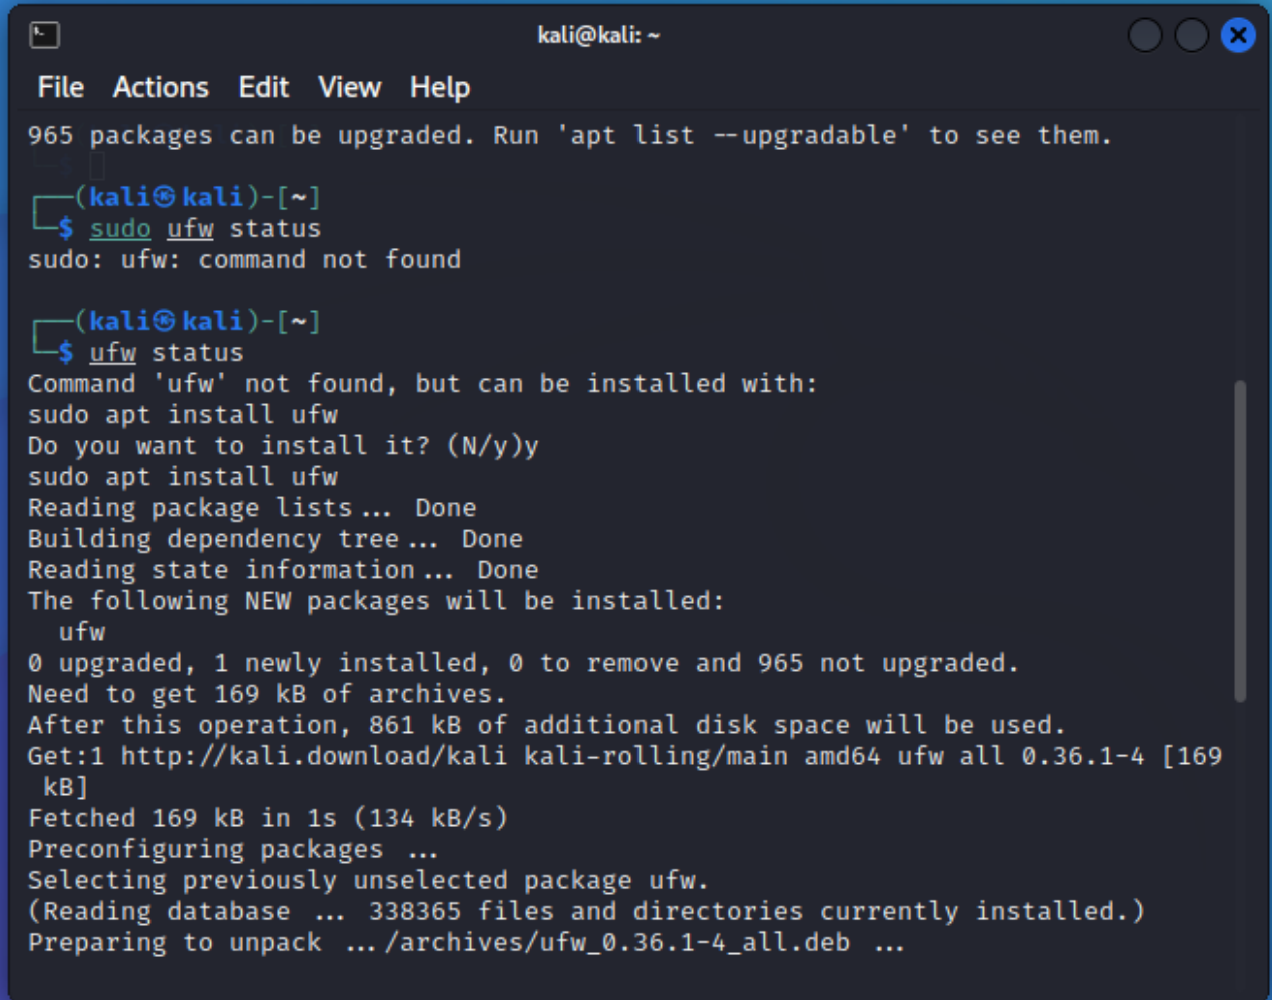 kali@kali: ~
File Actions Edit View Help
965 packages can be upgraded. Run 'apt list --upgradable' to see them.
┌──(kali㉿kali)-[~]
└─$ sudo ufw status
sudo: ufw: command not found
┌──(kali㉿kali)-[~]
└─$ ufw status
Command 'ufw' not found, but can be installed with:
sudo apt install ufw
Do you want to install it? (N/y)y
sudo apt install ufw
Reading package lists... Done
Building dependency tree... Done
Reading state information... Done
The following NEW packages will be installed:
  ufw
0 upgraded, 1 newly installed, 0 to remove and 965 not upgraded.
Need to get 169 kB of archives.
After this operation, 861 kB of additional disk space will be used.
Get:1 http://kali.download/kali kali-rolling/main amd64 ufw all 0.36.1-4 [169
 kB]
Fetched 169 kB in 1s (134 kB/s)
Preconfiguring packages ...
Selecting previously unselected package ufw.
(Reading database ... 338365 files and directories currently installed.)
Preparing to unpack .../archives/ufw_0.36.1-4_all.deb ...